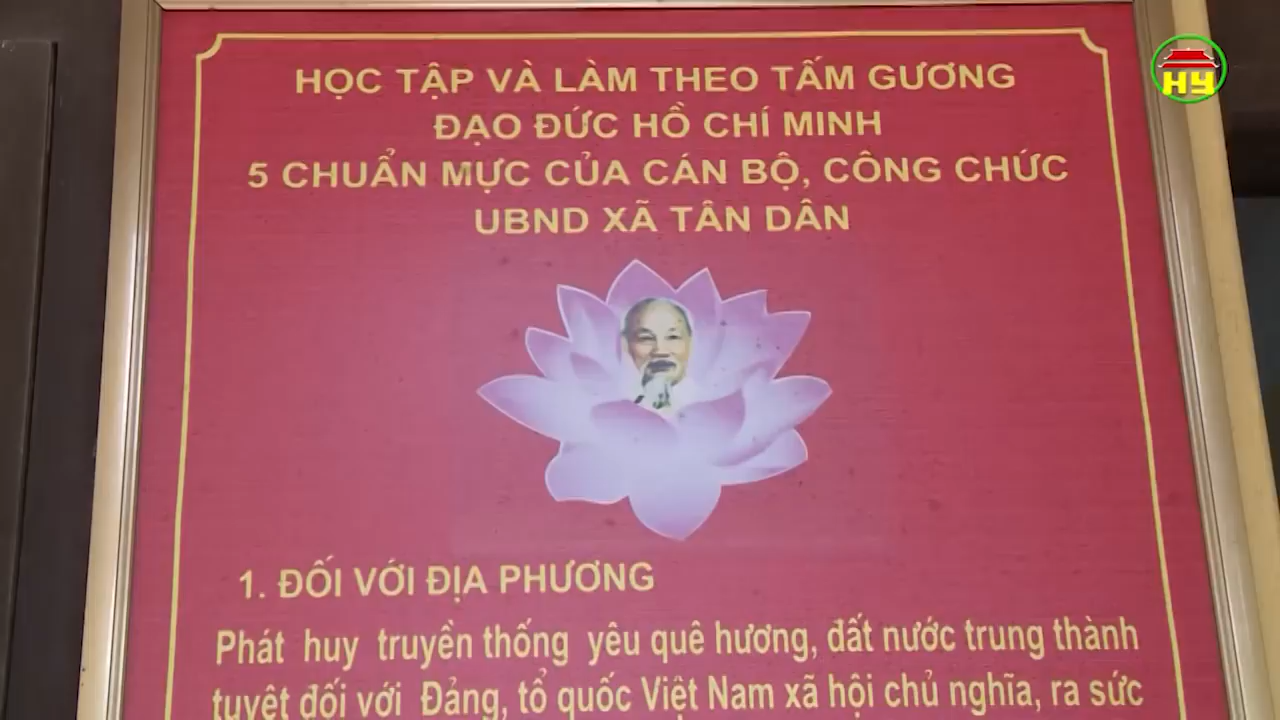 HY
HỌC TẬP VÀ LÀM THEO TẤM GƯƠNG
ĐẠO ĐỨC HỒ CHÍ MINH
5 CHUẨN MỰC CỦA CÁN BỘ, CÔNG CHỨC
UBND XÃ TÂN DÂN
1. ĐỐI VỚI ĐỊA PHƯƠNG
Phát huy truyền thống yêu quê hương, đất nước trung thành
tuyệt đối với Đảng, tổ quốc Việt Nam xã hội chủ nghĩa, ra sức